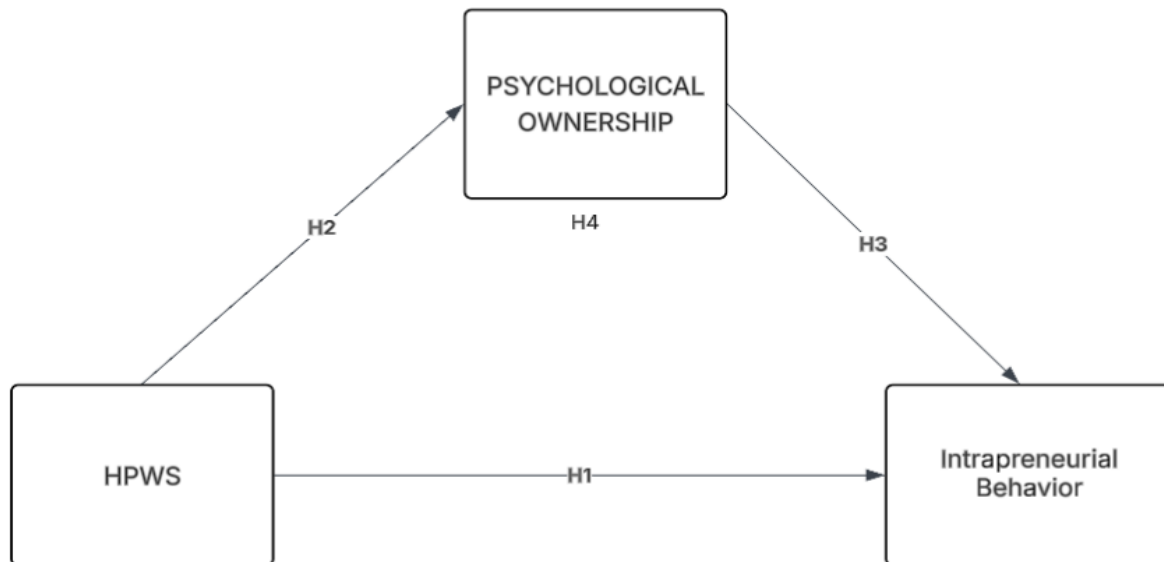 PSYCHOLOGICAL
OWNERSHIP
H4
H2
H3
HPWS
H1
Intrapreneurial
Behavior